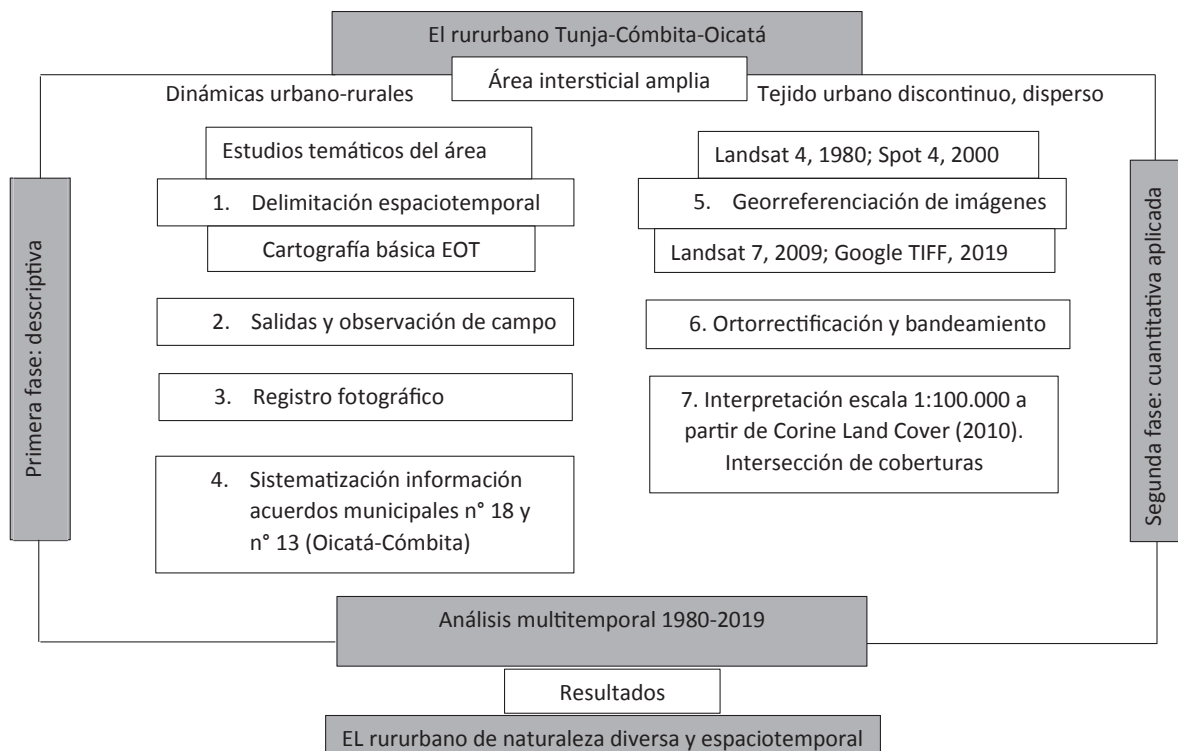 El rururbano Tunja-Cómbita-Oicatá
Área intersticial amplia
Dinámicas urbano-rurales
Tejido urbano discontinuo, disperso
Primera fase: descriptiva
Estudios temáticos del área
1. Delimitación espaciotemporal
Cartografía básica EOT
2. Salidas y observación de campo
3. Registro fotográfico
4. Sistematización información
acuerdos municipales n° 18 y
n° 13 (Oicatá-Cómbita)
Landsat 4, 1980; Spot 4, 2000
5. Georreferenciación de imágenes
Landsat 7, 2009; Google TIFF, 2019
6. Ortorrectificación y bandeamiento
7. Interpretación escala 1:100.000 a
partir de Corine Land Cover (2010).
Intersección de coberturas
Segunda fase: cuantitativa aplicada
Análisis multitemporal 1980-2019
Resultados
EL rururbano de naturaleza diversa y espaciotemporal